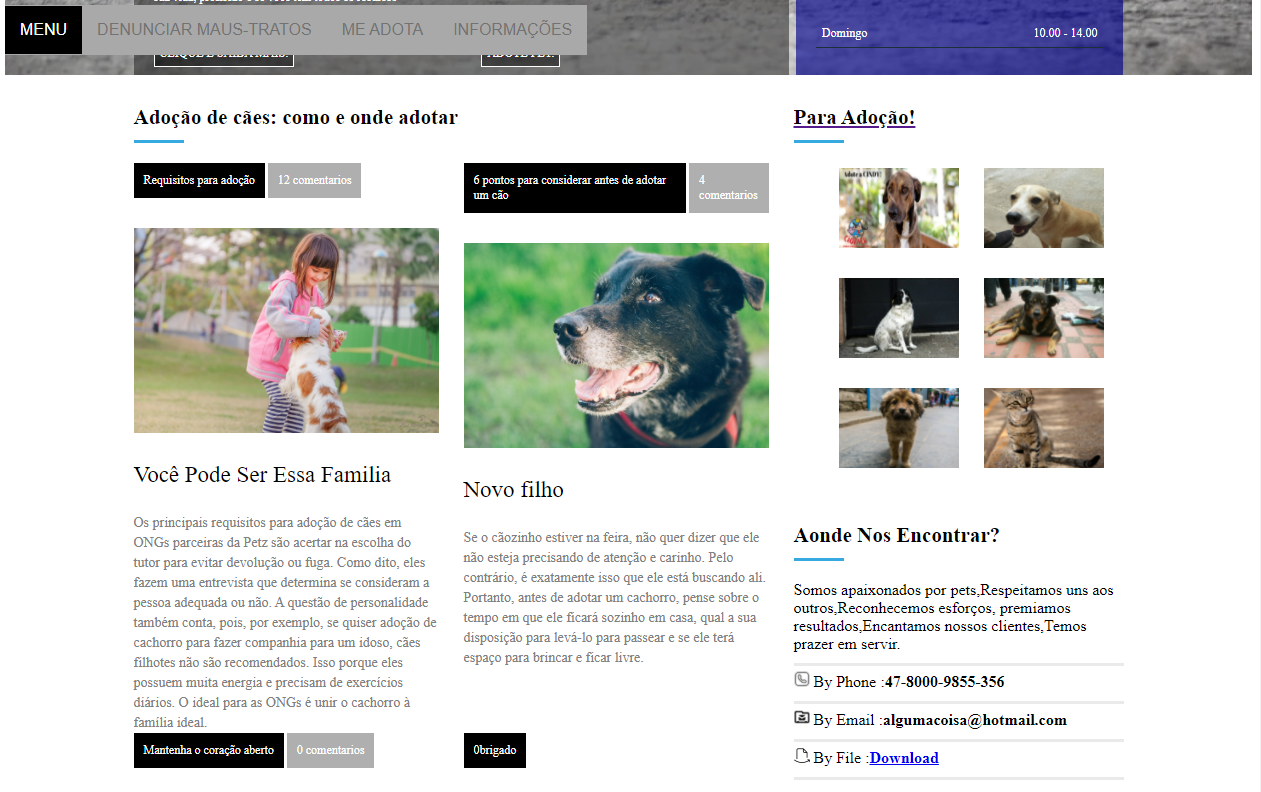 MENU DENUNCIAR MAUS-TRATOS ME ADOTA INFORMAÇÕES
Domingo 10.00 - 14.00
Adoção de cães: como e onde adotar
Requisitos para adoção 12 comentarios
6 pontos para considerar antes de adotar
um cão
4
comentarios
Você Pode Ser Essa Familia
Os principais requisitos para adoção de cães em
ONGs parceiras da Petz são acertar na escolha do
tutor para evitar devolução ou fuga. Como dito, eles
fazem uma entrevista que determina se consideram a
pessoa adequada ou não. A questão de personalidade
também conta, pois, por exemplo, se quiser adoção de
cachorro para fazer companhia para um idoso, cães
filhotes não são recomendados. Isso porque eles
possuem muita energia e precisam de exercícios
diários. O ideal para as ONGs é unir o cachorro à
família ideal.
Mantenha o coração aberto 0 comentarios
Novo filho
Se o cãozinho estiver na feira, não quer dizer que ele
não esteja precisando de atenção e carinho. Pelo
contrário, é exatamente isso que ele está buscando ali.
Portanto, antes de adotar um cachorro, pense sobre o
tempo em que ele ficará sozinho em casa, qual a sua
disposição para levá-lo para passear e se ele terá
espaço para brincar e ficar livre.
0brigado
Para Adoção!
Adote a CINDY!
Aonde Nos Encontrar?
Somos apaixonados por pets,Respeitamos uns aos
outros,Reconhecemos esforços, premiamos
resultados,Encantamos nossos clientes,Temos
prazer em servir.
By Phone :47-8000-9855-356
By Email :algumacoisa@hotmail.com
By File :Download